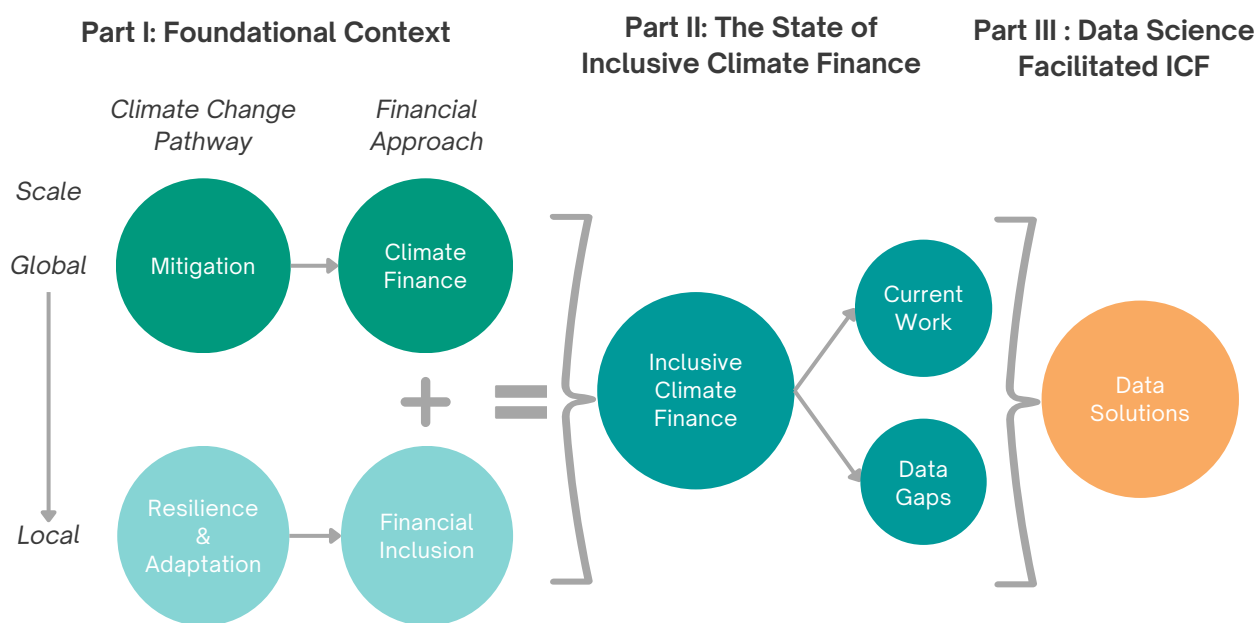 Part I: Foundational Context
Part II: The State of
Inclusive Climate Finance
Part III : Data Science
Facilitated ICF
Climate Change
Pathway
Financial
Approach
Scale
Global
Local
Mitigation
Climate
Finance
Resilience
&
Adaptation
Financial
Inclusion
Inclusive
Climate
Finance
Current
Work
Data
Gaps
Data
Solutions